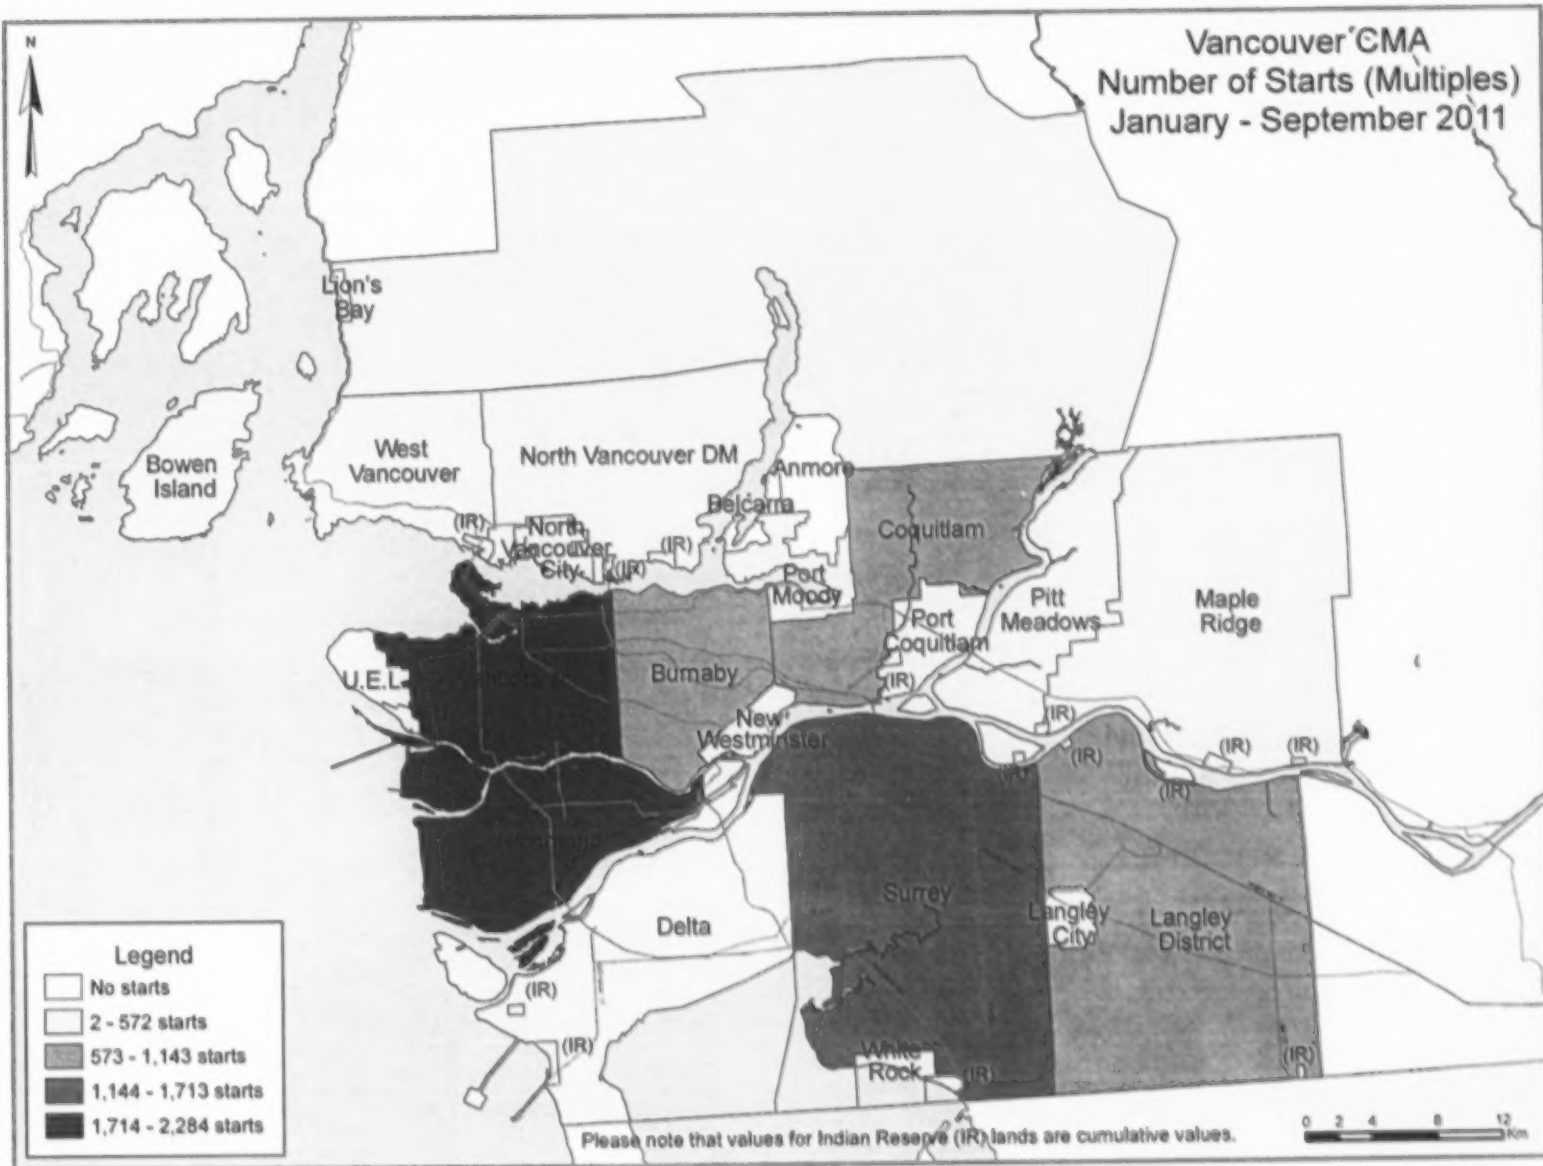 N
Vancouver CMA
Number of Starts (Multiples)
January - September 2011
Lion's
Bay
Bowen
Island
West
Vancouver
North Vancouver DM
Anmore
Belcarra
Coquitlam
(IR)
North
Vancouver
City
(IR)
(IR)
Port
Moody
Port
Coquitlam
Pitt
Meadows
Maple
Ridge
U.E.L.
Burnaby
(IR)
New
Westminster
(IR)
(IR)
(IR)
(IR)
(IR)
(IR)
Surrey
Langley
City
Langley
District
Delta
(IR)
(IR)
White
Rock
(IR)
(IR)
Legend
No starts
2 - 572 starts
573 - 1,143 starts
1,144 - 1,713 starts
1,714 - 2,284 starts
Please note that values for Indian Reserve (IR) lands are cumulative values.
0 2 4 8 12
Km